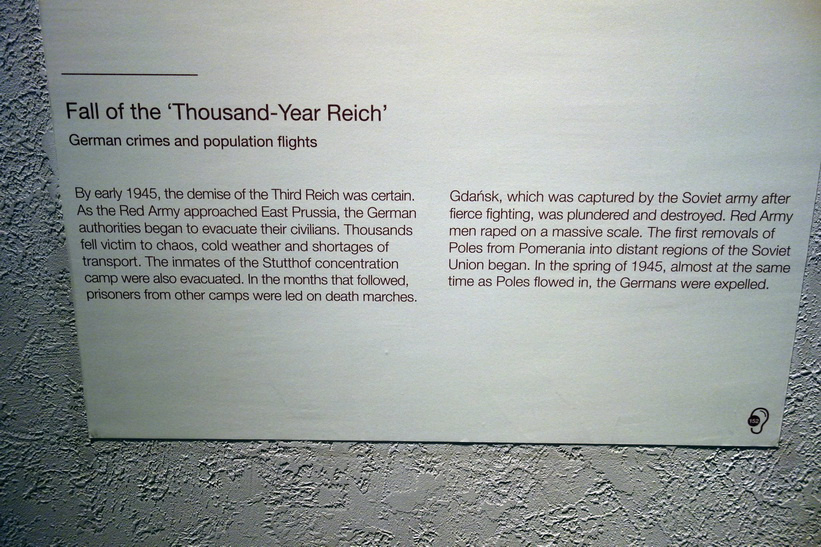 Fall of the ‘Thousand-Year Reich’
German crimes and population flights
By early 1945, the demise of the Third Reich was certain.
As the Red Army approached East Prussia, the German
authorities began to evacuate their civilians. Thousands
fell victim to chaos, cold weather and shortages of
transport. The inmates of the Stutthof concentration
camp were also evacuated. In the months that followed,
prisoners from other camps were led on death marches.
Gdańsk, which was captured by the Soviet army after
fierce fighting, was plundered and destroyed. Red Army
men raped on a massive scale. The first removals of
Poles from Pomerania into distant regions of the Soviet
Union began. In the spring of 1945, almost at the same
time as Poles flowed in, the Germans were expelled.